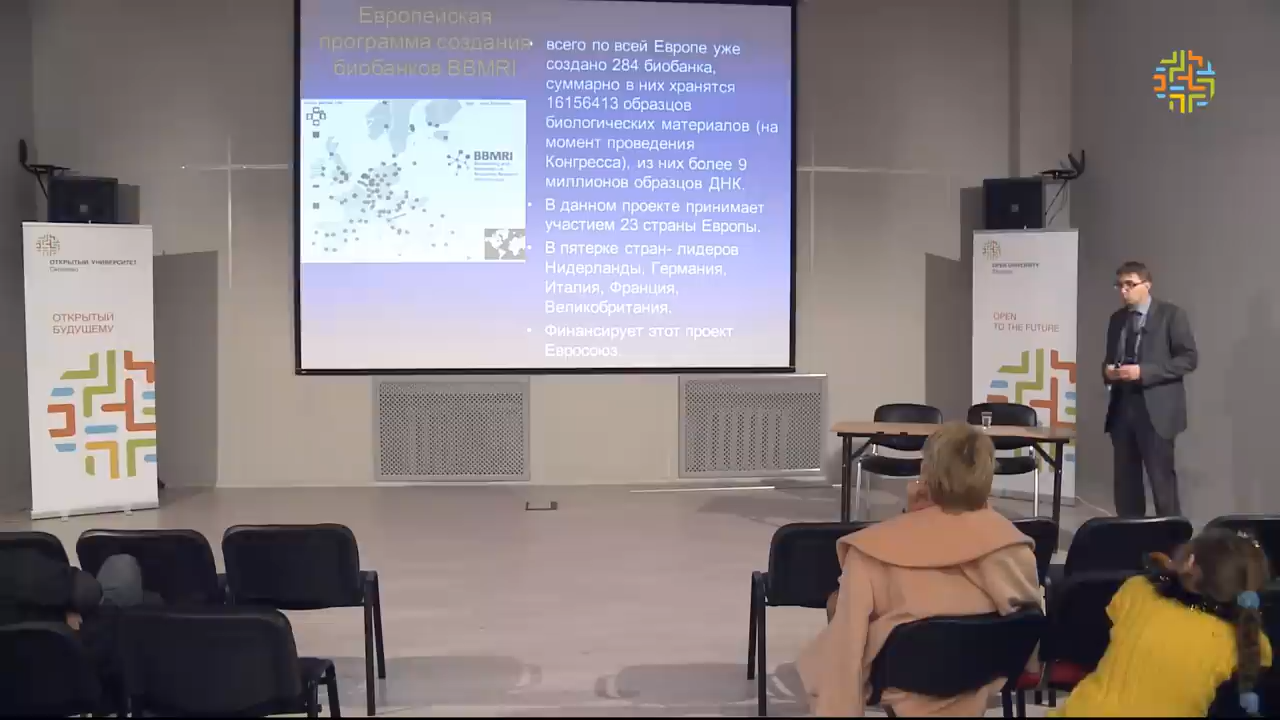 Европейская
программа создания
биобанков BBMRI
• всего по всей Европе уже
создано 284 биобанка,
суммарно в них хранятся
16156413 образцов
биологических материалов (на
момент проведения
Конгресса), из них более 9
миллионов образцов ДНК.
• В данном проекте принимает
участием 23 страны Европы.
• В пятерке стран- лидеров
Нидерланды, Германия,
Италия, Франция,
Великобритания.
• Финансирует этот проект
Евросоюз.
BBMRI
ОТКРЫТЫЙ УНИВЕРСИТЕТ
Сколково
ОТКРЫТЫЙ
БУДУЩЕМУ
OPEN UNIVERSITY
Skolkovo
OPEN
TO THE FUTURE